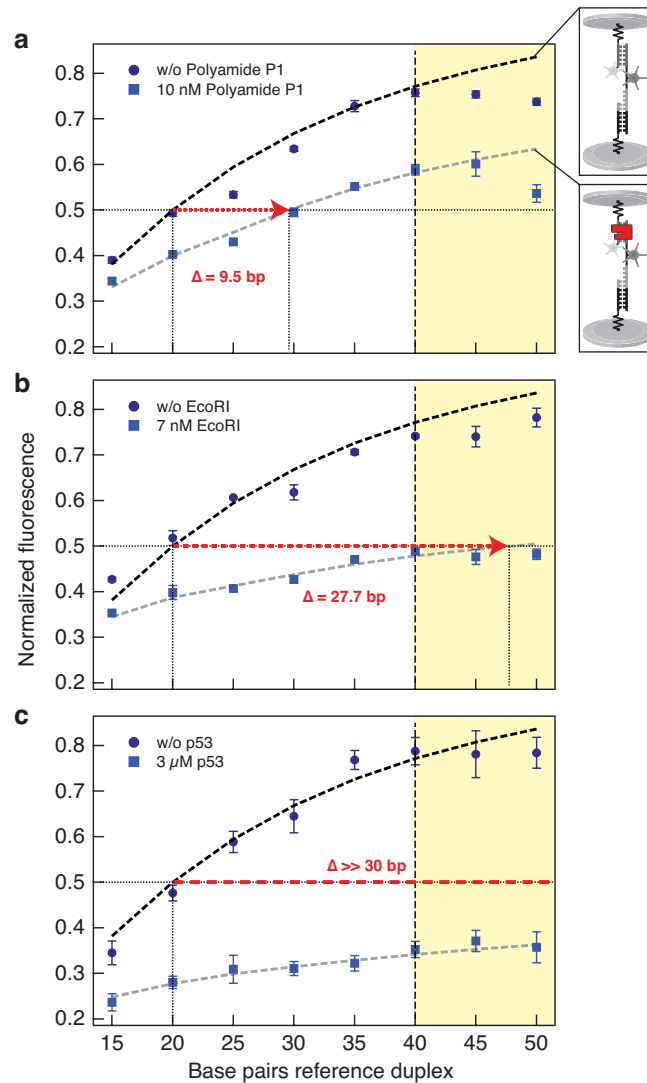 a
w/o Polyamide P1
10 nM Polyamide P1
0.8
0.7
0.6
0.5
0.4
0.3
0.2
Δ = 9.5 bp
b
w/o EcoRI
7 nM EcoRI
0.8
0.7
0.6
0.5
0.4
0.3
0.2
Δ = 27.7 bp
Normalized fluorescence
c
w/o p53
3 µM p53
0.8
0.7
0.6
0.5
0.4
0.3
0.2
Δ >> 30 bp
15 20 25 30 35 40 45 50
Base pairs reference duplex